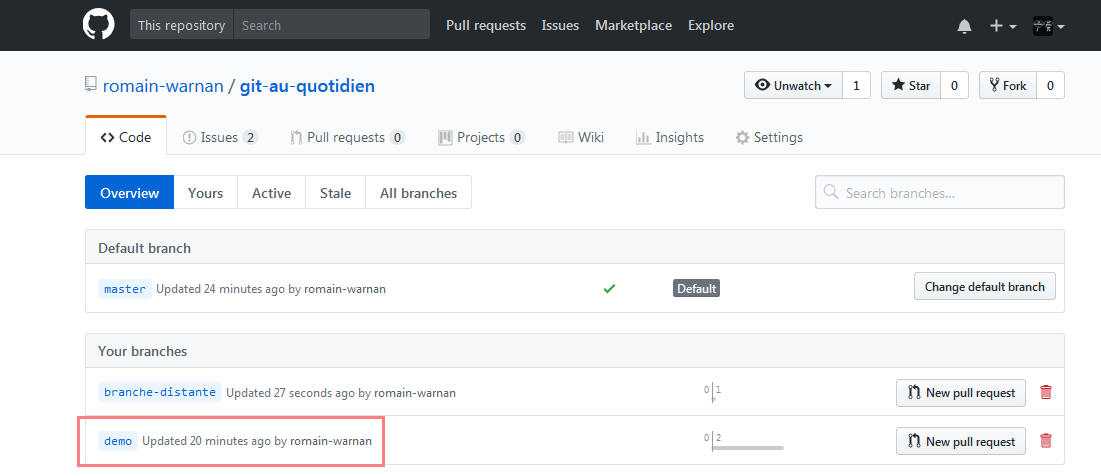 This repository Search Pull requests Issues Marketplace Explore
romain-warnan / git-au-quotidien Unwatch 1 Star 0 Fork 0
Code Issues 2 Pull requests 0 Projects 0 Wiki Insights Settings
Overview Yours Active Stale All branches Search branches...
Default branch
master Updated 24 minutes ago by romain-warnan Default Change default branch
Your branches
branche-distante Updated 27 seconds ago by romain-warnan 0 1 New pull request
demo Updated 20 minutes ago by romain-warnan 0 2 New pull request